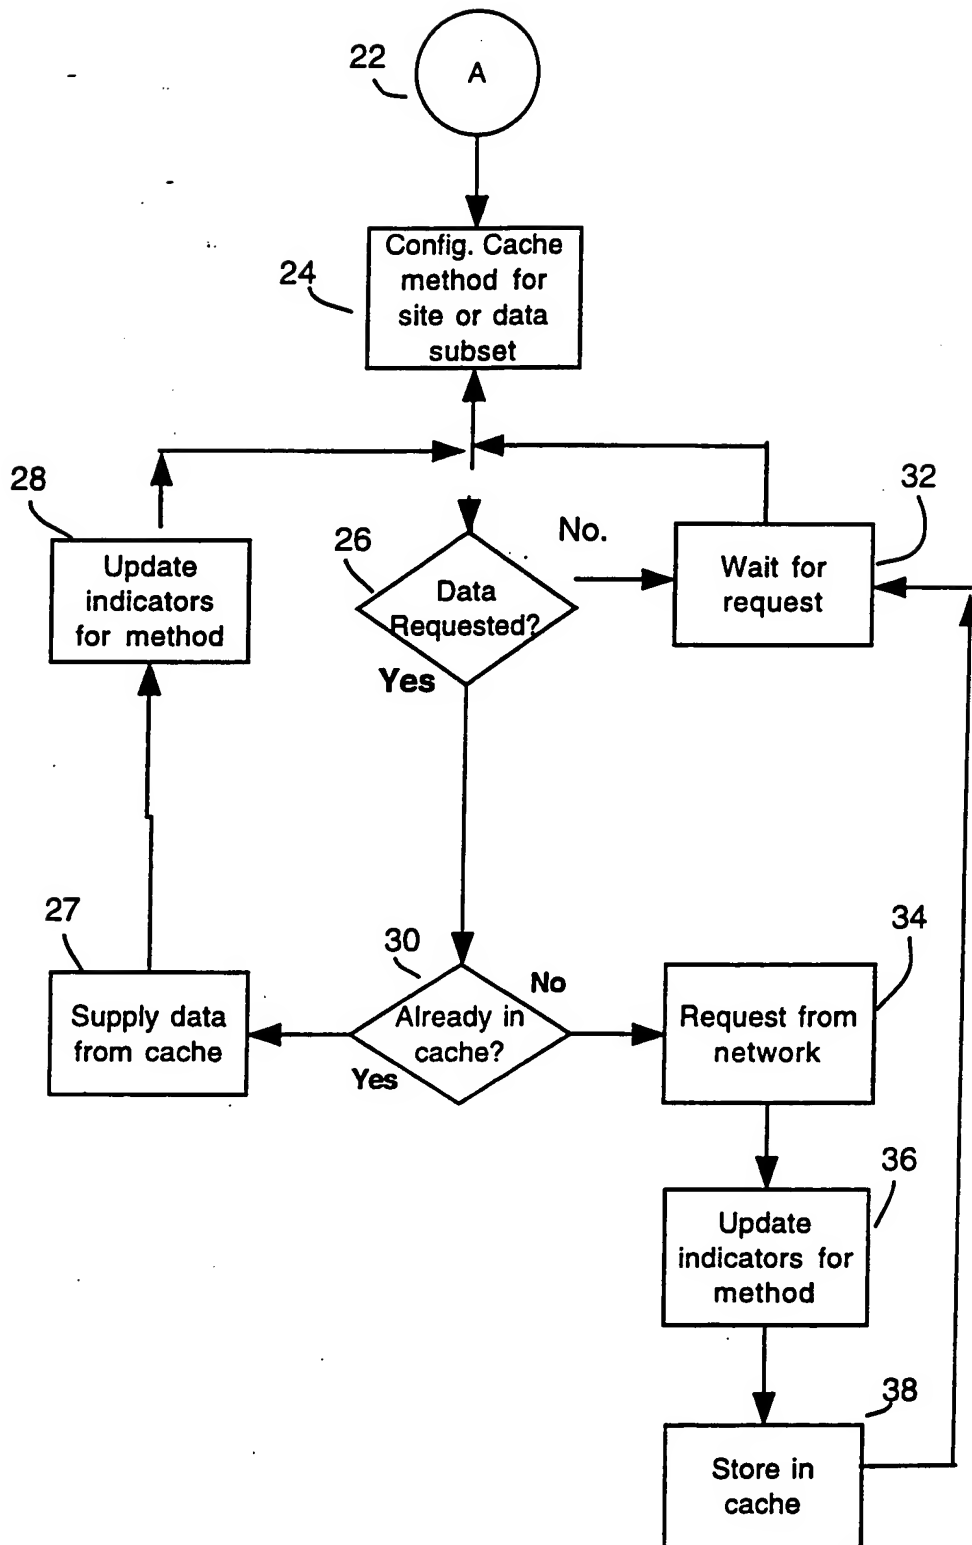 22
A
24
Config. Cache
method for
site or data
subset
28
Update
indicators
for method
26
Data
Requested?
No.
Yes
32
Wait for
request
27
Supply data
from cache
30
Already in
cache?
No
Yes
34
Request from
network
36
Update
indicators for
method
38
Store in
cache